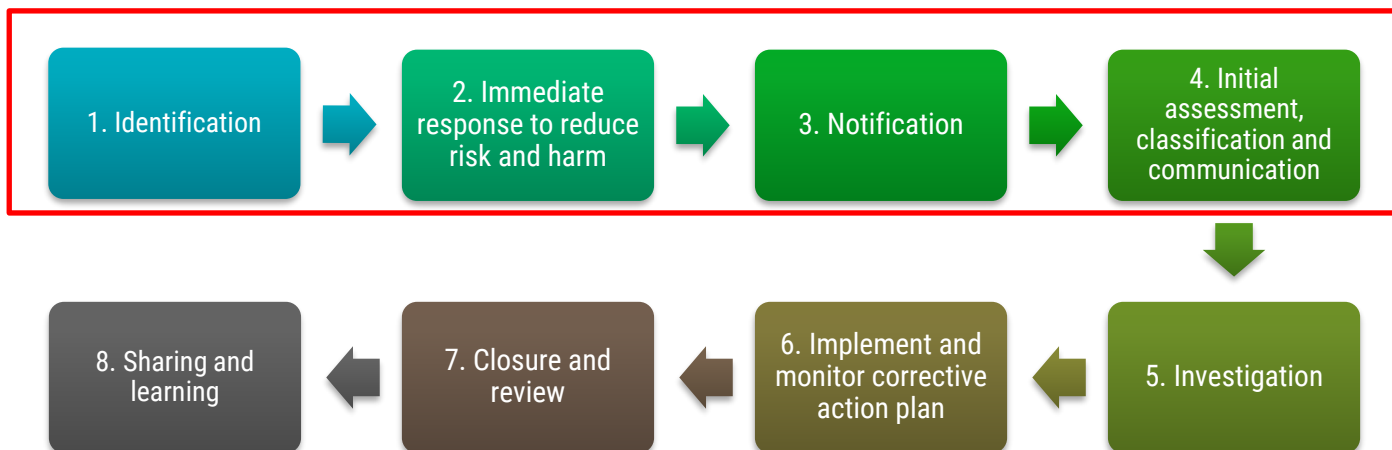 1. Identification
2. Immediate
response to reduce
risk and harm
3. Notification
4. Initial
assessment,
classification and
communication
5. Investigation
6. Implement and
monitor corrective
action plan
7. Closure and
review
8. Sharing and
learning